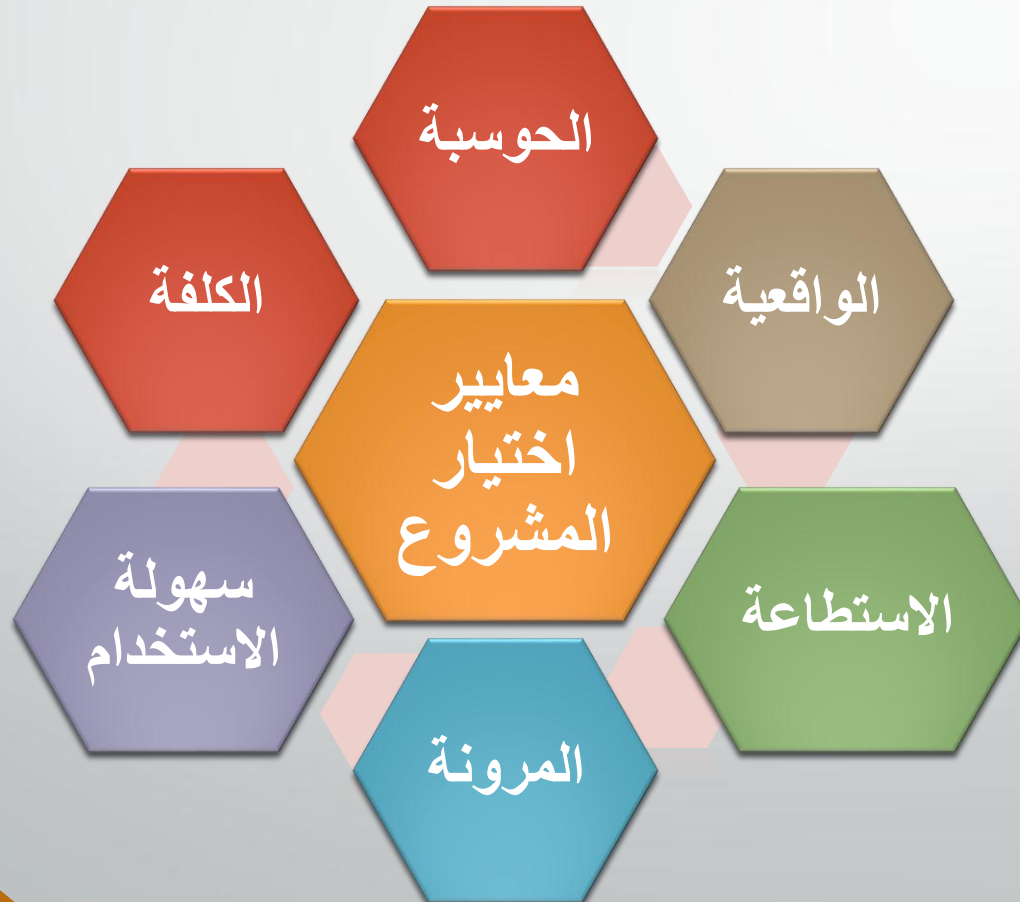 الحوسبة
الواقعية
الكلفة
معايير
اختيار
المشروع
الاستطاعة
سهولة
الاستخدام
المرونة